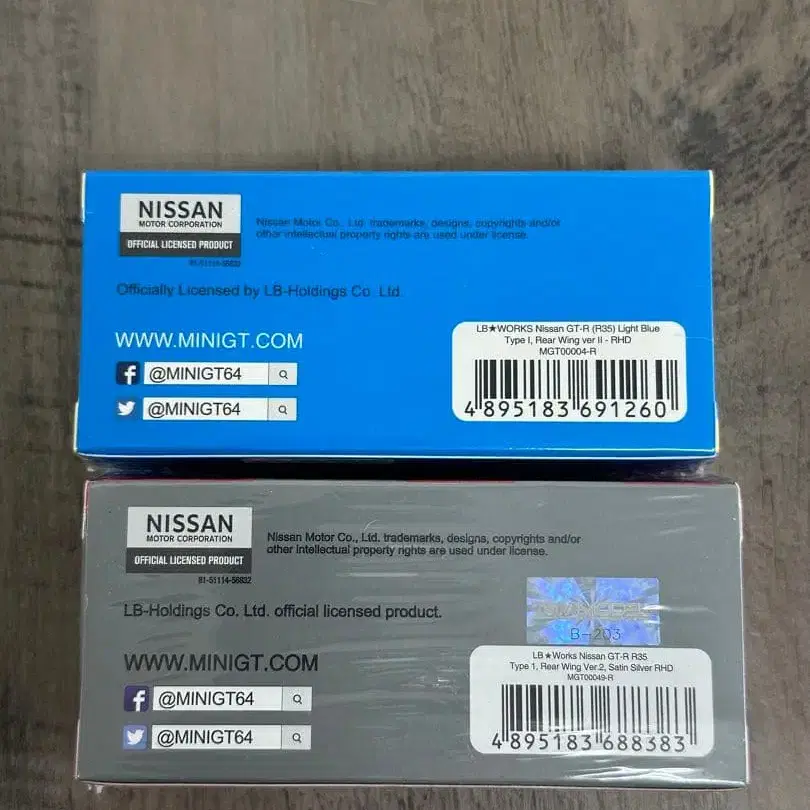 NISSAN
MOTOR CORPORATION
OFFICIAL LICENSED PRODUCT
Nissan Motor Co., Ltd. trademarks, designs, copyrights and/or
other intellectual property rights are used under license.
Officially Licensed by LB-Holdings Co. Ltd.
WWW.MINIGT.COM
@MINIGT64
@MINIGT64
LB★WORKS Nissan GT-R (R35) Light Blue
Type I, Rear Wing ver II - RHD
MGT00004-R
4 895183 691260
NISSAN
MOTOR CORPORATION
OFFICIAL LICENSED PRODUCT
81-51114-56832
Nissan Motor Co., Ltd. trademarks, designs, copyrights and/or
other intellectual property rights are used under license.
LB-Holdings Co. Ltd. official licensed product.
B-203
WWW.MINIGT.COM
@MINIGT64
@MINIGT64
LB★Works Nissan GT-R R35
Type 1, Rear Wing Ver.2, Satin Silver RHD
MGT00049-R
4 895183 688383